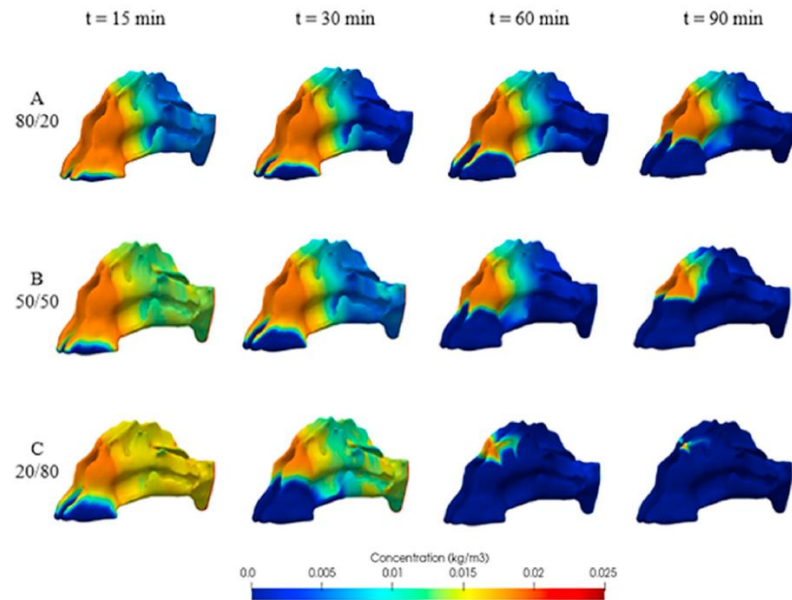 t = 15 min t = 30 min t = 60 min t = 90 min
A
80/20
B
50/50
C
20/80
Concentration (kg/m3)
0.0 0.005 0.01 0.015 0.02 0.025